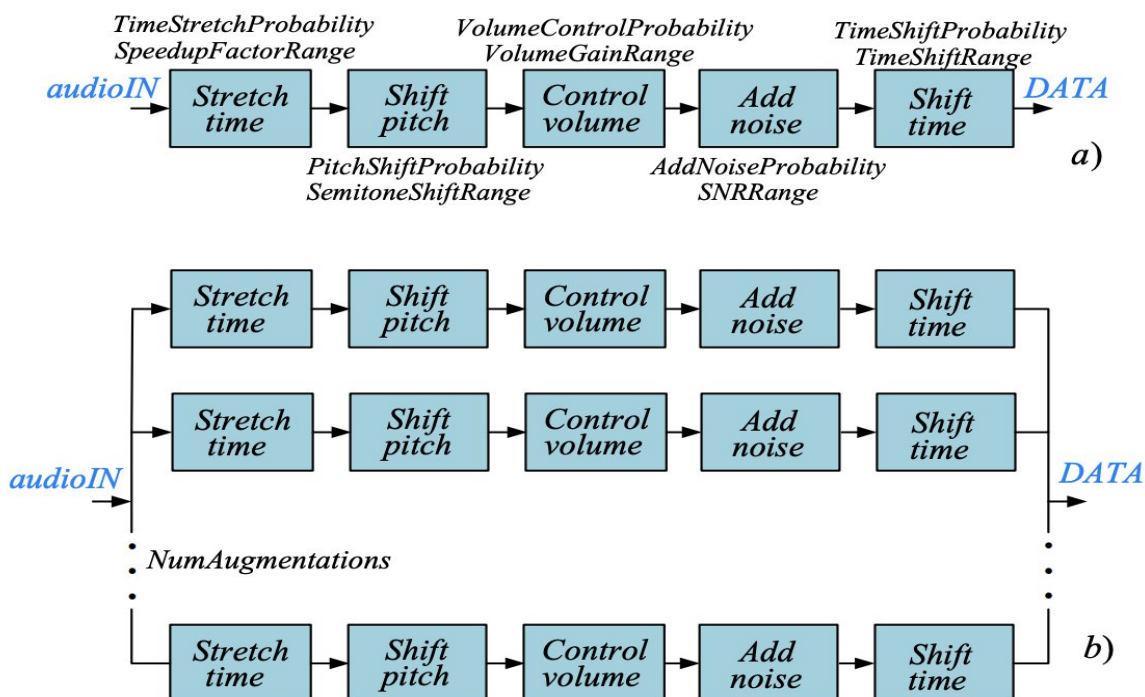 TimeStretchProbability
SpeedupFactorRange
VolumeControlProbability
VolumeGainRange
TimeShiftProbability
TimeShiftRange
audioIN
Stretch
time
Shift
pitch
Control
volume
Add
noise
Shift
time
DATA
PitchShiftProbability
SemitoneShiftRange
AddNoiseProbability
SNRRange
a)
Stretch
time
Shift
pitch
Control
volume
Add
noise
Shift
time
Stretch
time
Shift
pitch
Control
volume
Add
noise
Shift
time
audioIN
DATA
NumAugmentations
Stretch
time
Shift
pitch
Control
volume
Add
noise
Shift
time
b)